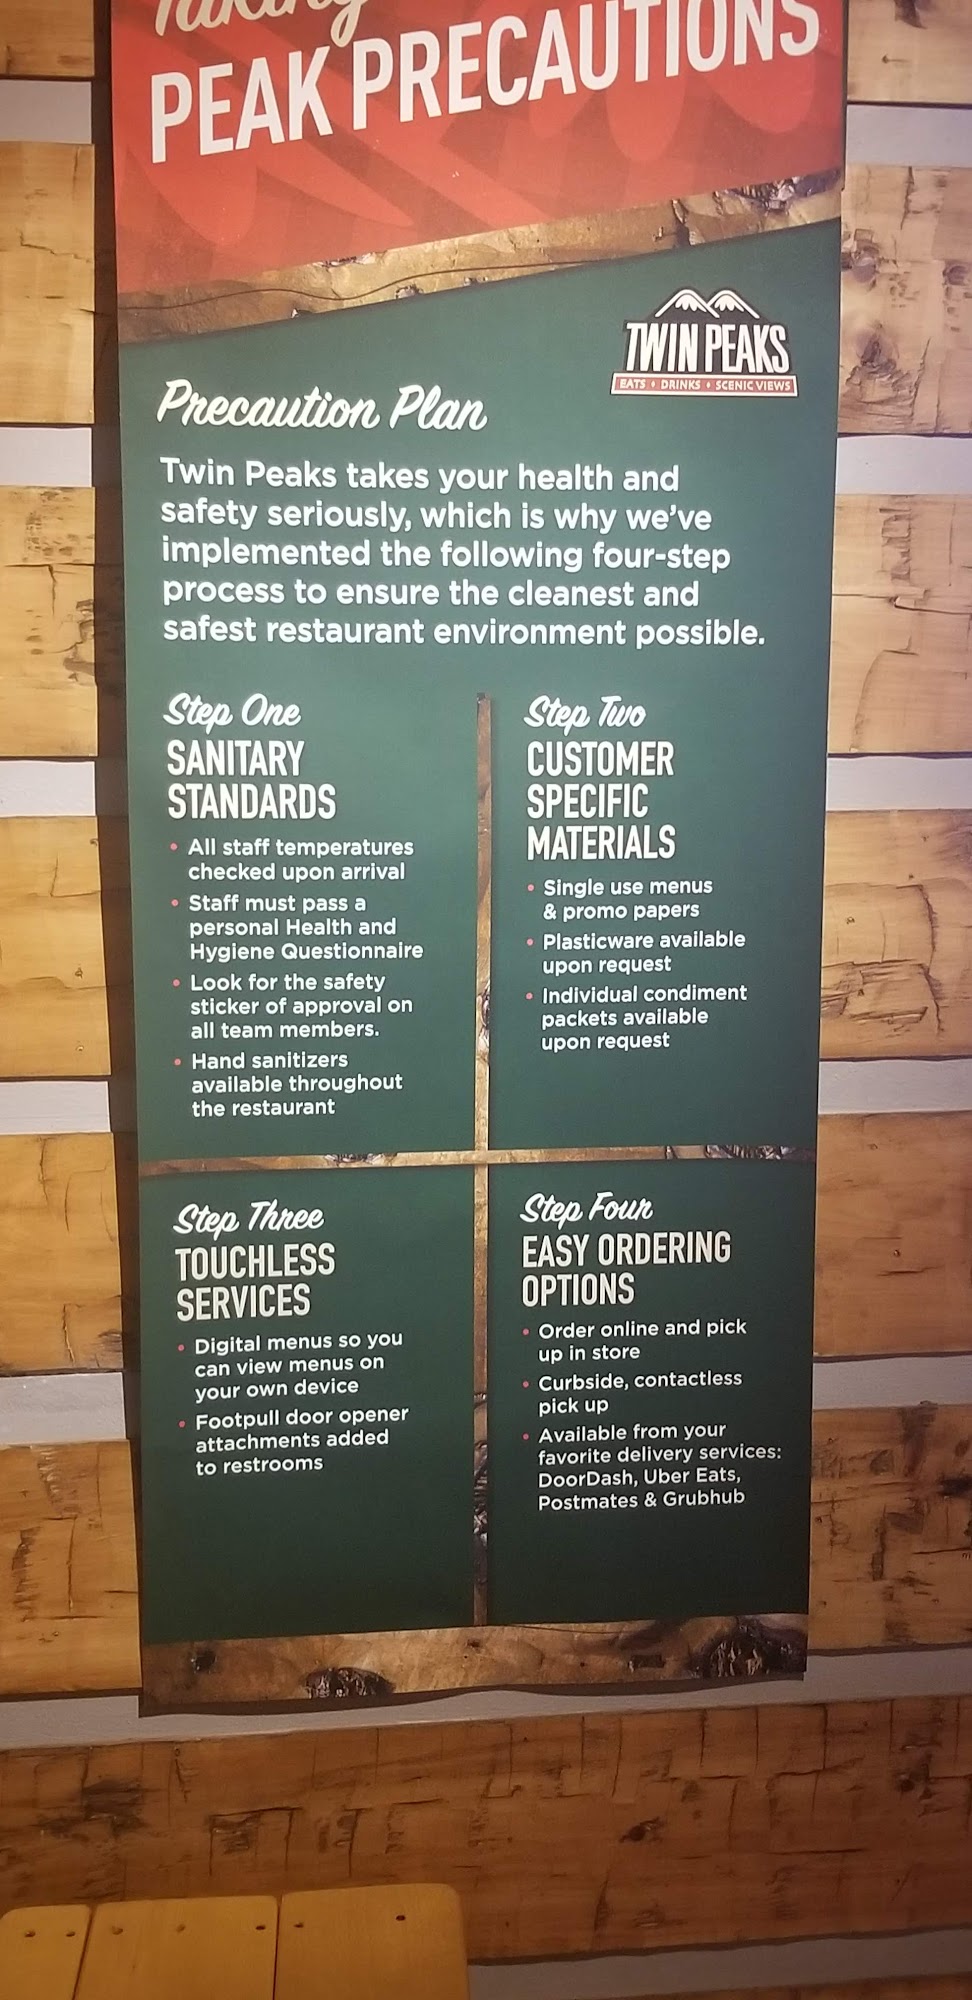 Taking
PEAK PRECAUTIONS
TWIN PEAKS
EATS • DRINKS • SCENIC VIEWS
Precaution Plan
Twin Peaks takes your health and
safety seriously, which is why we've
implemented the following four-step
process to ensure the cleanest and
safest restaurant environment possible.
Step One
SANITARY
STANDARDS
• All staff temperatures
checked upon arrival
• Staff must pass a
personal Health and
Hygiene Questionnaire
• Look for the safety
sticker of approval on
all team members.
• Hand sanitizers
available throughout
the restaurant
Step Two
CUSTOMER
SPECIFIC
MATERIALS
• Single use menus
& promo papers
• Plasticware available
upon request
• Individual condiment
packets available
upon request
Step Three
TOUCHLESS
SERVICES
• Digital menus so you
can view menus on
your own device
• Footpull door opener
attachments added
to restrooms
Step Four
EASY ORDERING
OPTIONS
• Order online and pick
up in store
• Curbside, contactless
pick up
• Available from your
favorite delivery services:
DoorDash, Uber Eats,
Postmates & Grubhub